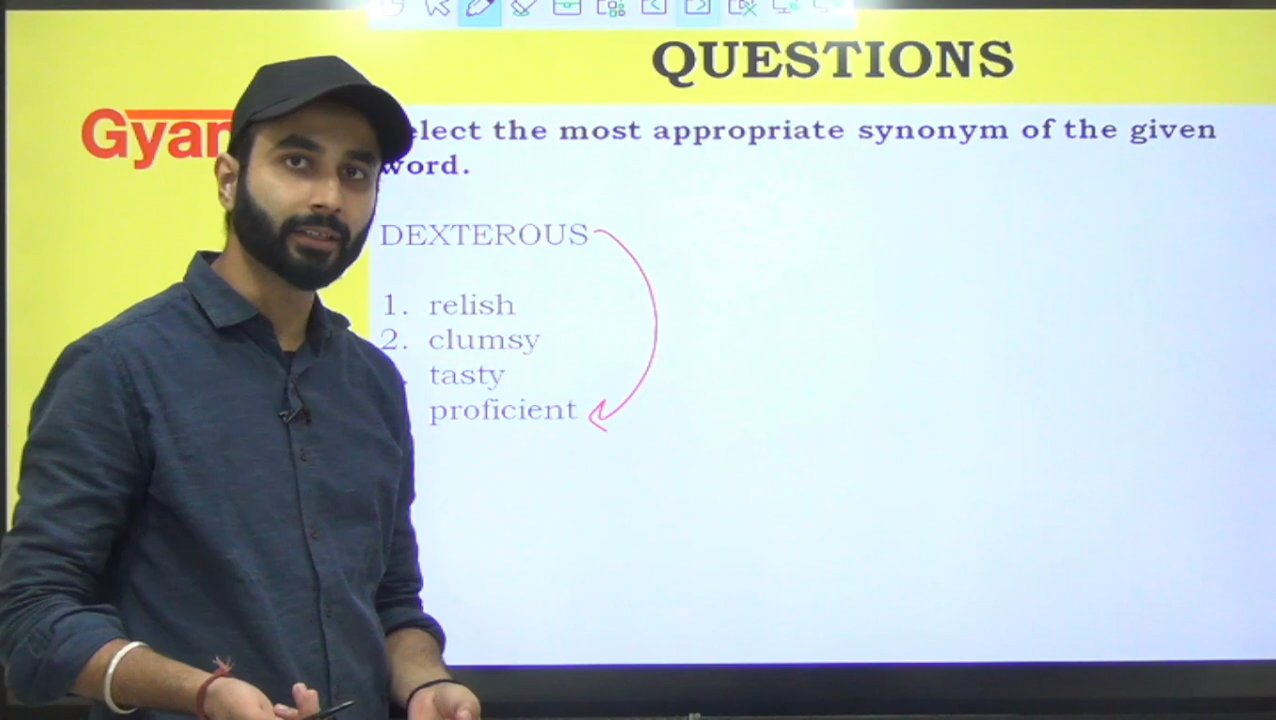 QUESTIONS
Gyan
elect the most appropriate synonym of the given
word.
DEXTEROUS
1. relish
2. clumsy
tasty
proficient